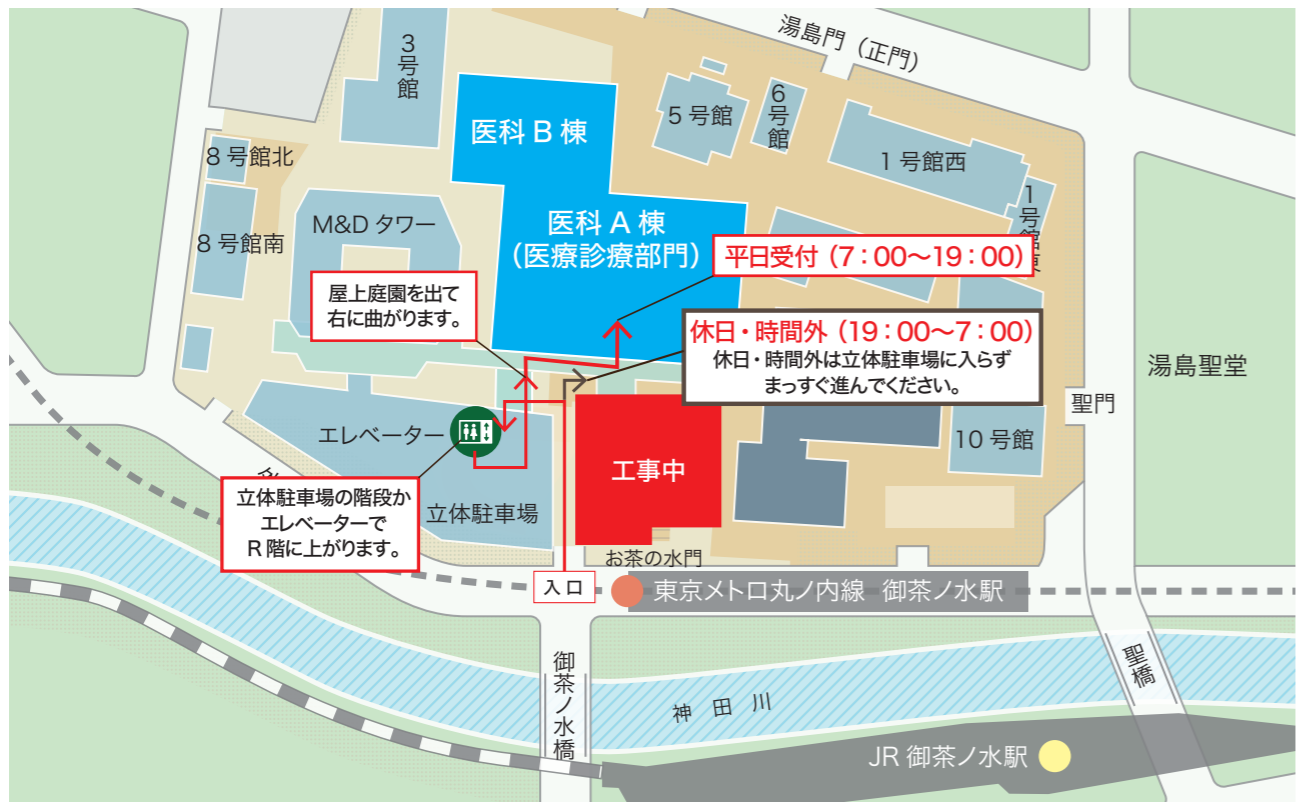 湯島門（正門）
3号館
医科 B 棟
5 号館
6号館
1 号館西
8 号館北
1号館東
M&D タワー
医科 A 棟
（医療診療部門）
8 号館南
平日受付（7：00〜19：00）
屋上庭園を出て
右に曲がります。
休日・時間外（19：00〜7：00）
休日・時間外は立体駐車場に入らず
まっすぐ進んでください。
湯島聖堂
聖門
エレベーター
10 号館
工事中
立体駐車場の階段か
エレベーターで
R 階に上がります。
立体駐車場
お茶の水門
入 口
東京メトロ丸ノ内線 御茶ノ水駅
御茶ノ水橋
聖橋
神 田 川
JR 御茶ノ水駅